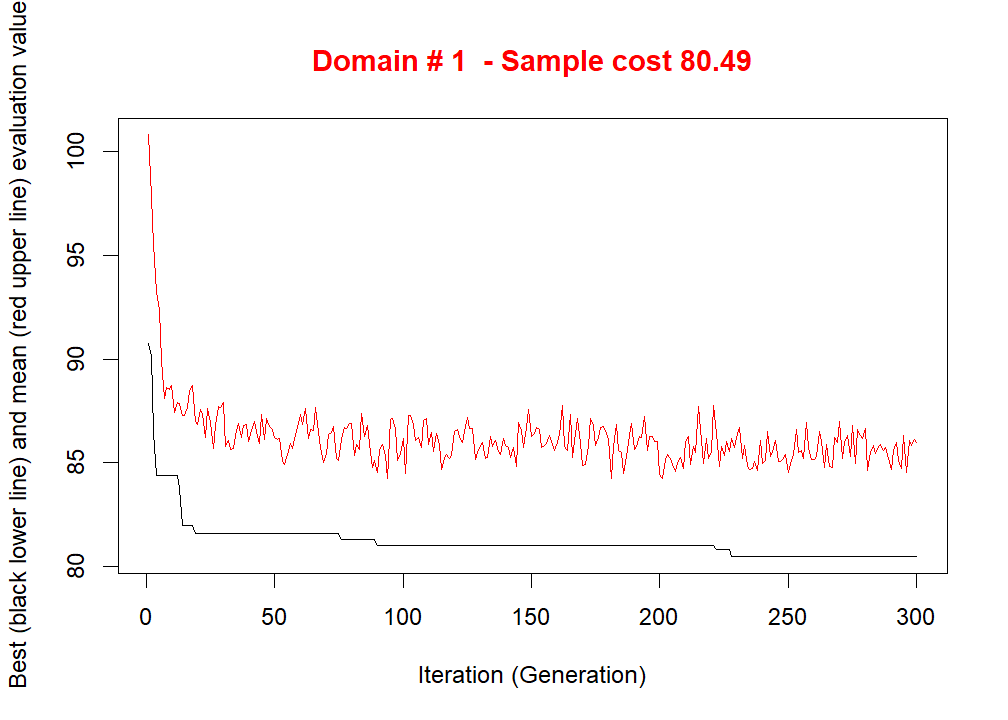 Domain # 1  - Sample cost 80.49
Best (black lower line) and mean (red upper line) evaluation value
100
95
90
85
80
0 50 100 150 200 250 300
Iteration (Generation)